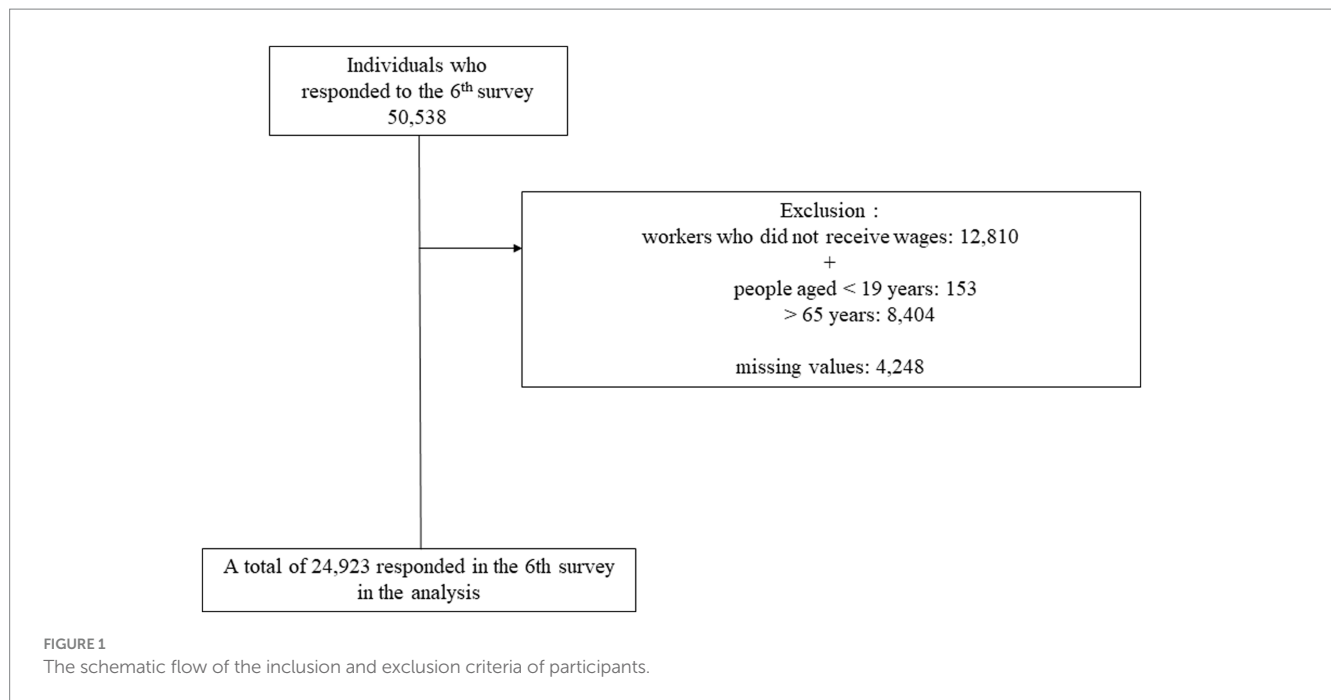 Individuals who
responded to the 6th survey
50,538
Exclusion :
workers who did not receive wages: 12,810
+
people aged < 19 years: 153
> 65 years: 8,404
missing values: 4,248
A total of 24,923 responded in the 6th survey
in the analysis
FIGURE 1
The schematic flow of the inclusion and exclusion criteria of participants.